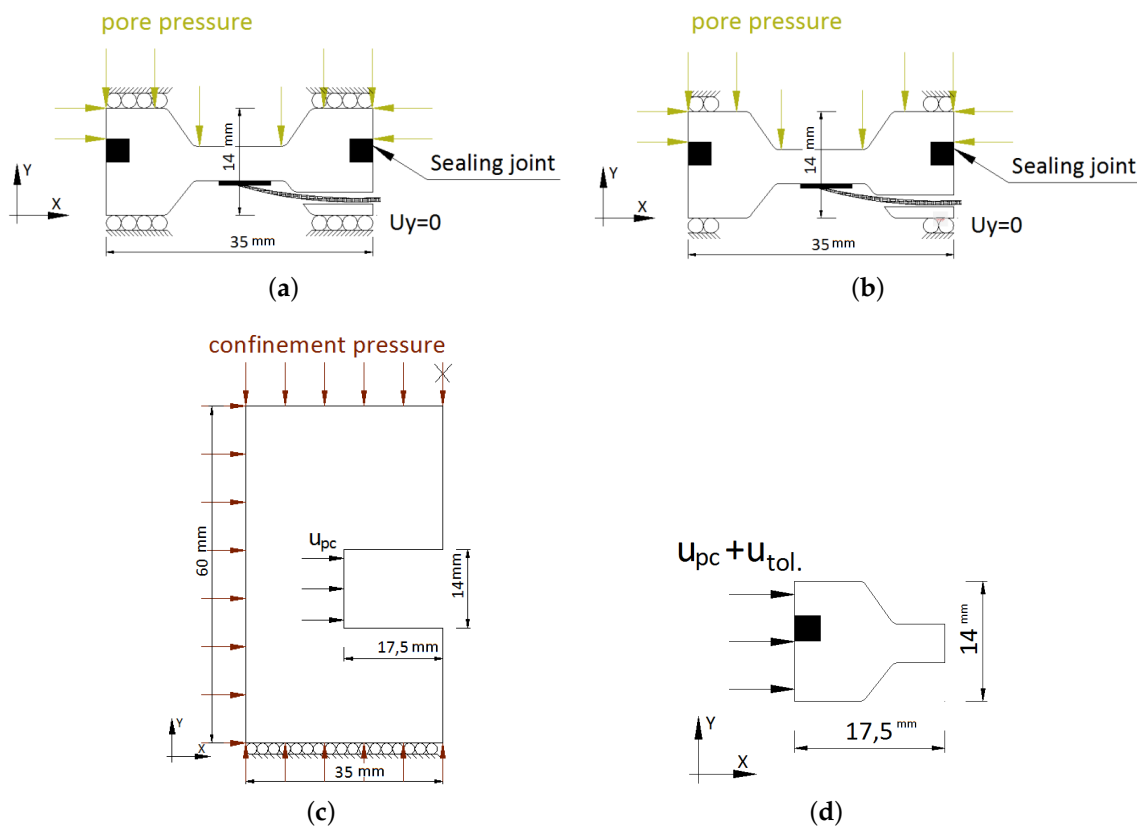 pore pressure
14 mm
Sealing joint
Y
X
Uy=0
35 mm
(a)
pore pressure
14 mm
Sealing joint
Y
X
Uy=0
35 mm
(b)
confinement pressure
60 mm
upc
14mm
17,5 mm
Y
X
35 mm
(c)
upc +utol.
14 mm
Y
X
17,5 mm
(d)